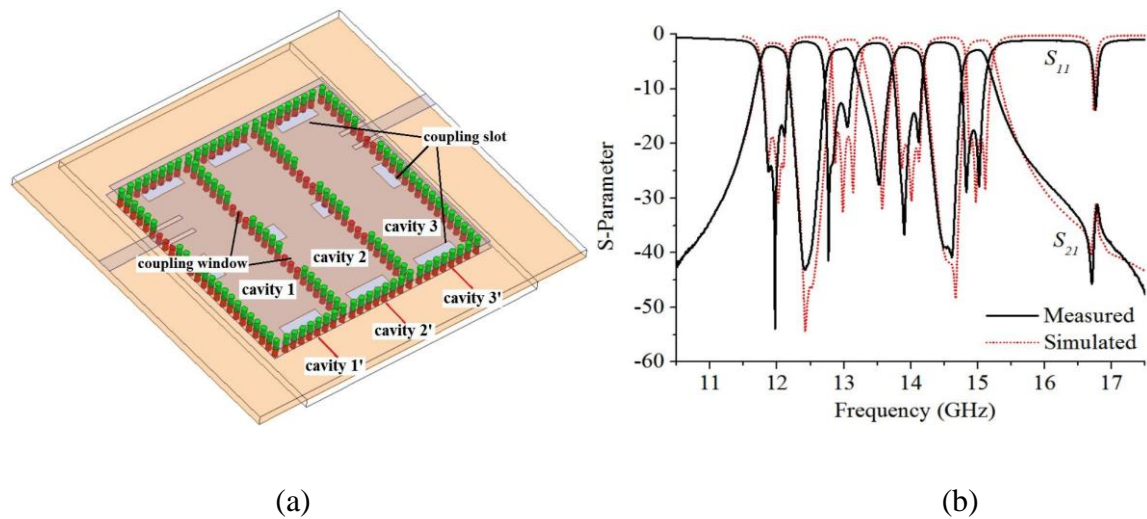 coupling slot
cavity 3
coupling window
cavity 2
cavity 1
cavity 3'
cavity 2'
cavity 1'
(a)
0
-10
-20
-30
-40
-50
-60
S-Parameter
S11
S21
Measured
Simulated
11 12 13 14 15 16 17
Frequency (GHz)
(b)